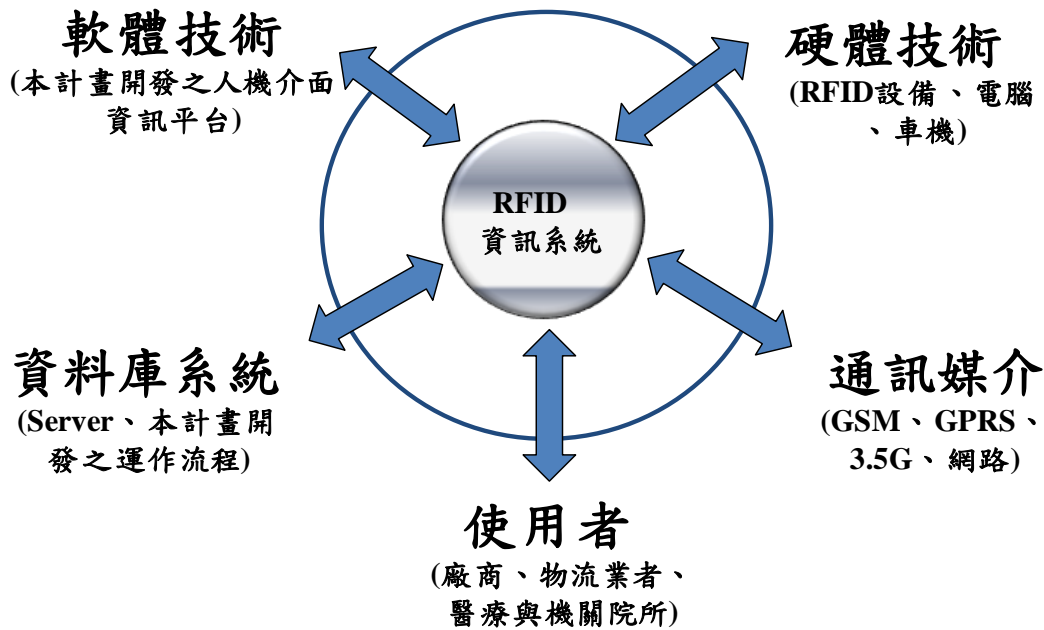 軟體技術
(本計畫開發之人機介面
資訊平台)
硬體技術
(RFID設備、電腦
、車機)
RFID
資訊系統
資料庫系統
(Server、本計畫開
發之運作流程)
通訊媒介
(GSM、GPRS、
3.5G、網路)
使用者
(廠商、物流業者、
醫療與機關院所)